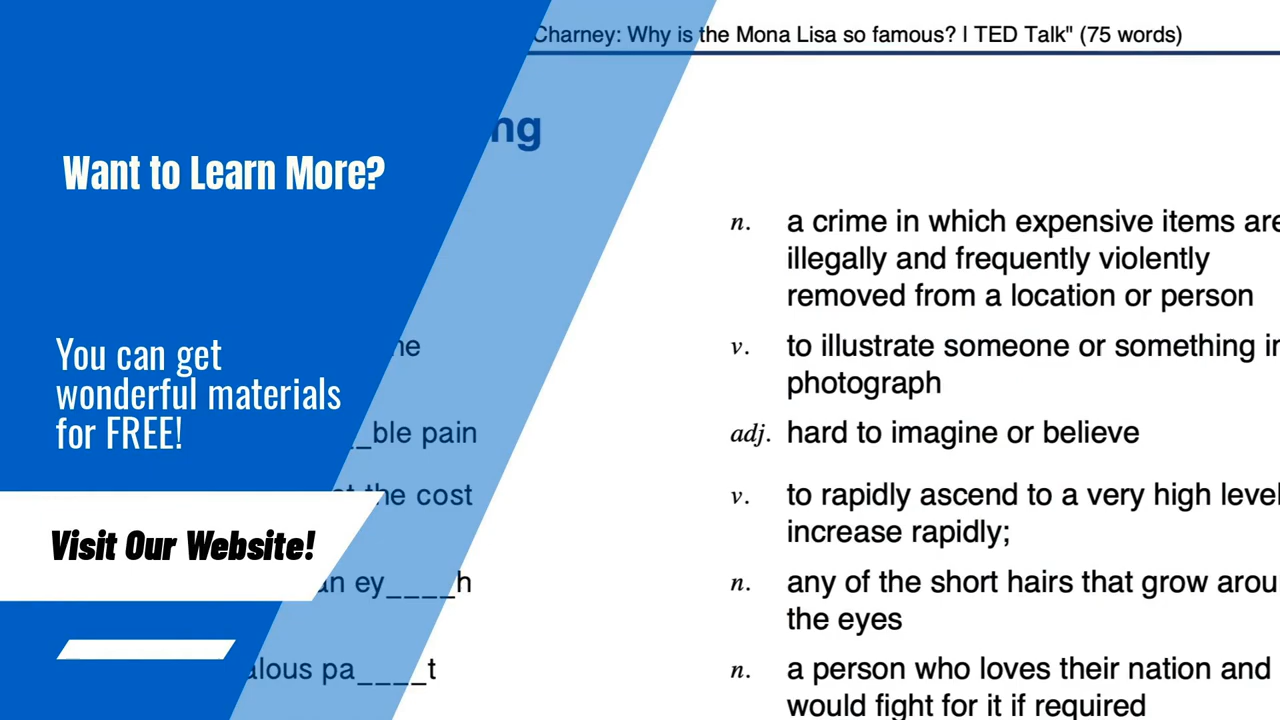 Charney: Why is the Mona Lisa so famous? | TED Talk" (75 words)
Want to Learn More?
You can get
wonderful materials
for FREE!
Visit Our Website!
ng
ne
_ble pain
the cost
an ey____h
alous pa____t
n. a crime in which expensive items are
illegally and frequently violently
removed from a location or person
v. to illustrate someone or something in
photograph
adj. hard to imagine or believe
v. to rapidly ascend to a very high level
increase rapidly;
n. any of the short hairs that grow arou
the eyes
n. a person who loves their nation and
would fight for it if required